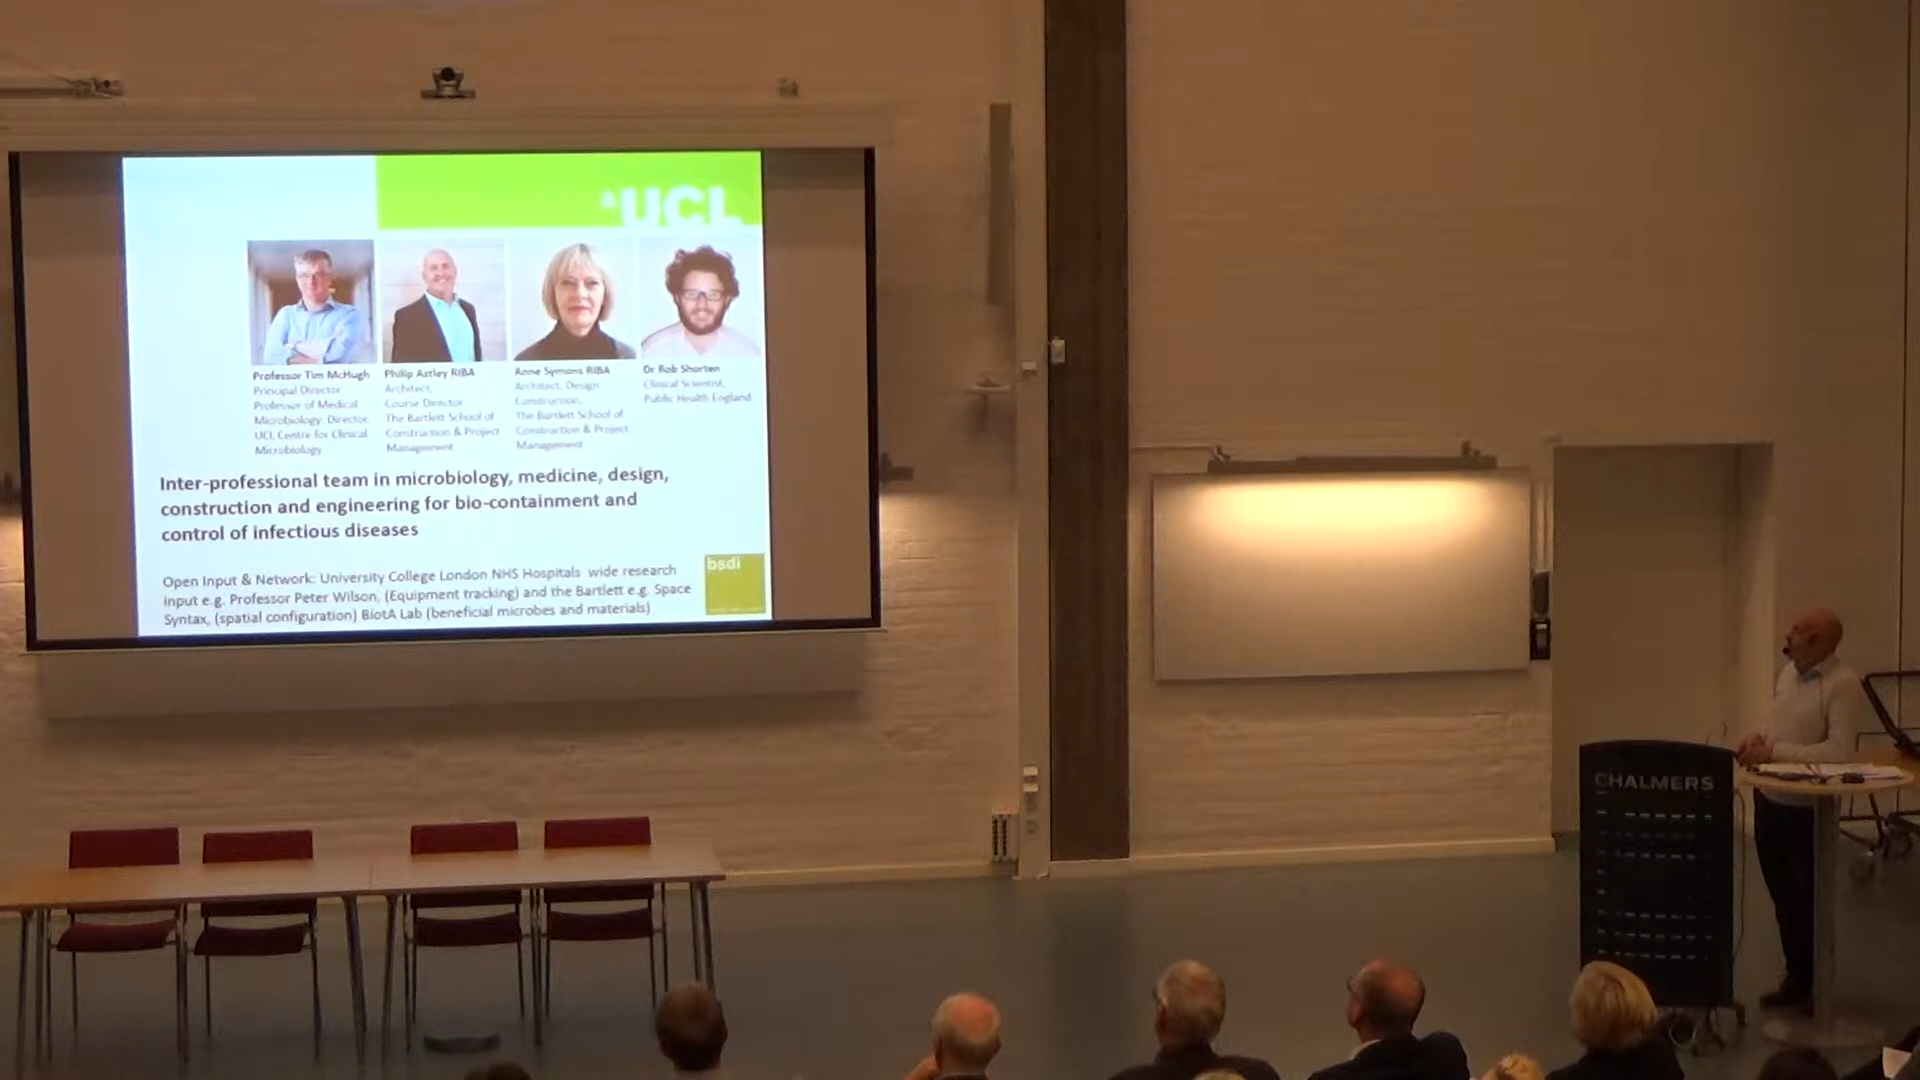 UCL
Professor Tim McHugh
Principal Director
Professor of Medical
Microbiology, Director,
UCL Centre for Clinical
Microbiology
Philip Astley RIBA
Architect,
Course Director
The Bartlett School of
Construction & Project
Management
Anne Symons RIBA
Architect, Design
Construction,
The Bartlett School of
Construction & Project
Management
Dr Rob Shorten
Clinical Scientist,
Public Health England
Inter-professional team in microbiology, medicine, design,
construction and engineering for bio-containment and
control of infectious diseases
Open Input & Network: University College London NHS Hospitals wide research
input e.g. Professor Peter Wilson, (Equipment tracking) and the Bartlett e.g. Space
Syntax, (spatial configuration) BiotA Lab (beneficial microbes and materials)
bsdi
CHALMERS